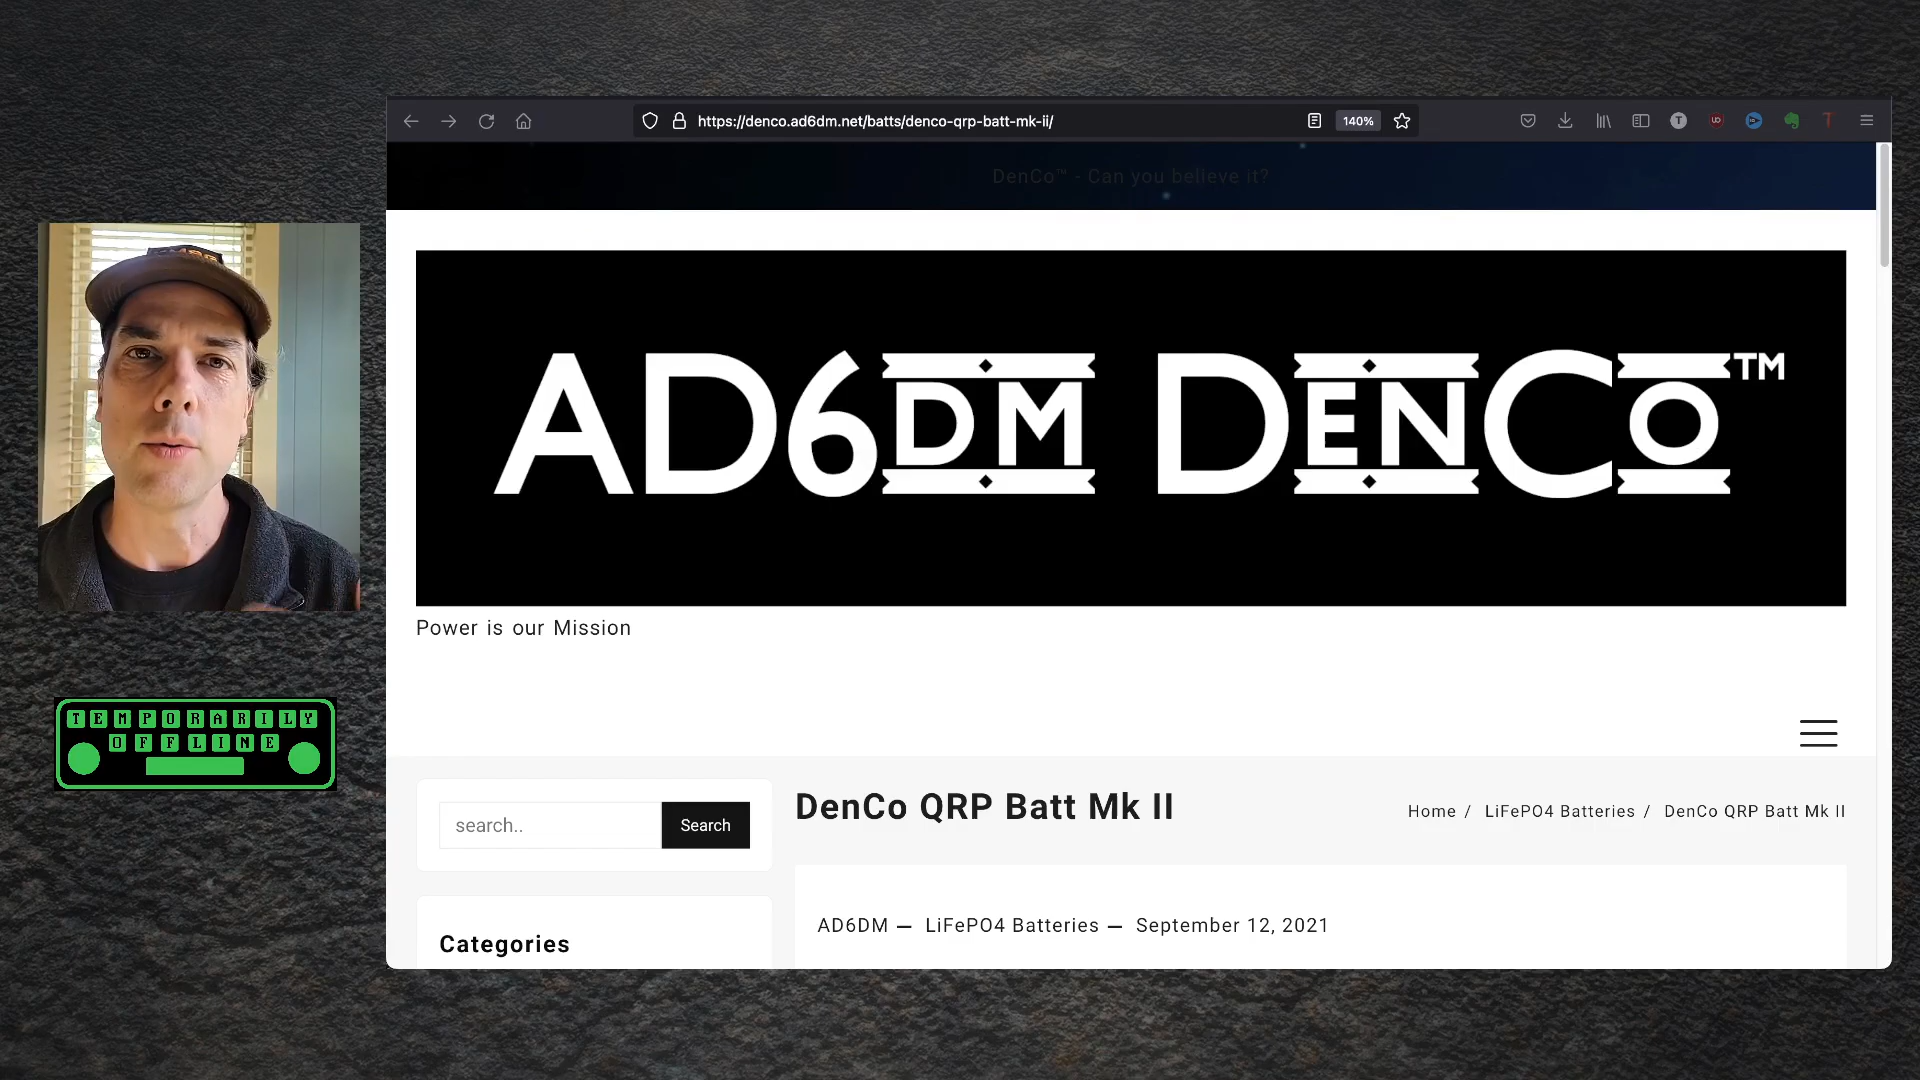 https://denco.ad6dm.net/batts/denco-qrp-batt-mk-ii/
140%
DenCo™ - Can you believe it?
AD6DM DENCO™
Power is our Mission
TEMPORARILY
OFFLINE
search..
Search
DenCo QRP Batt Mk II
Home / LiFePO4 Batteries / DenCo QRP Batt Mk II
AD6DM — LiFePO4 Batteries — September 12, 2021
Categories